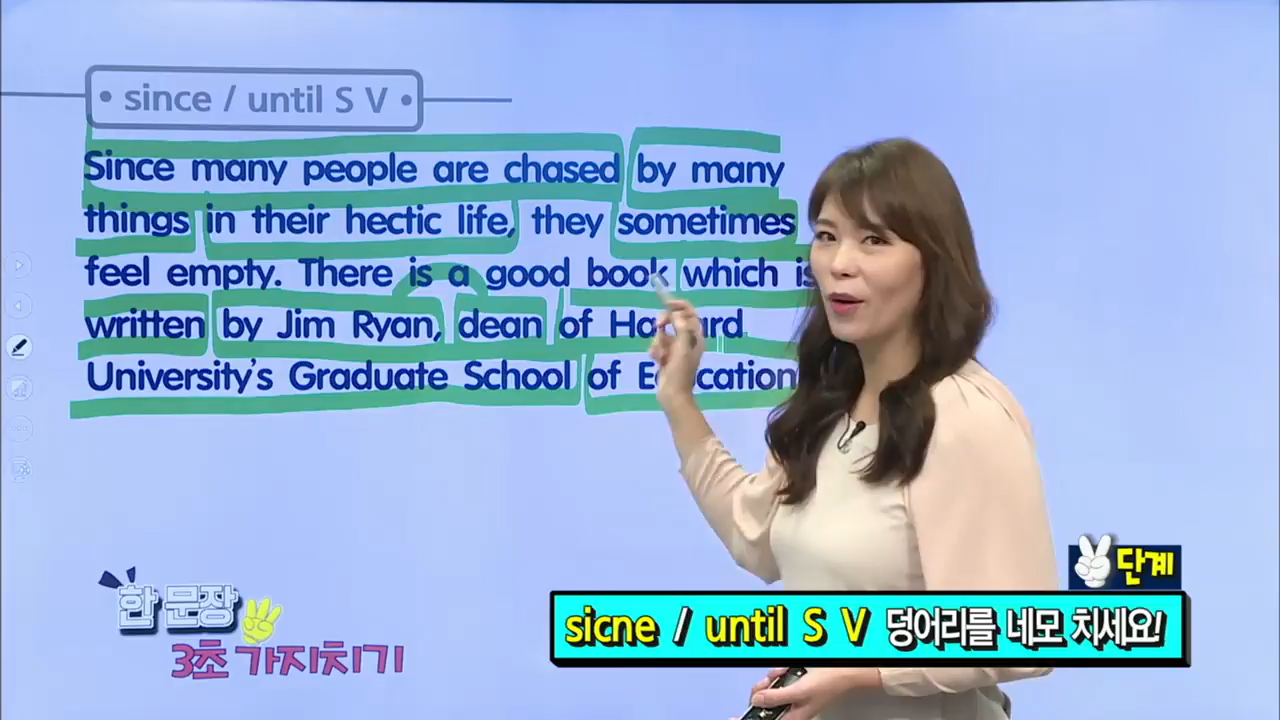 • since / until S V •
Since many people are chased by many
things in their hectic life, they sometimes
feel empty. There is a good book which is
written by Jim Ryan, dean of
University's Graduate School of
단계
sicne / until S V 덩어리를 네모 치세요!
한 문장
3초 가지치기